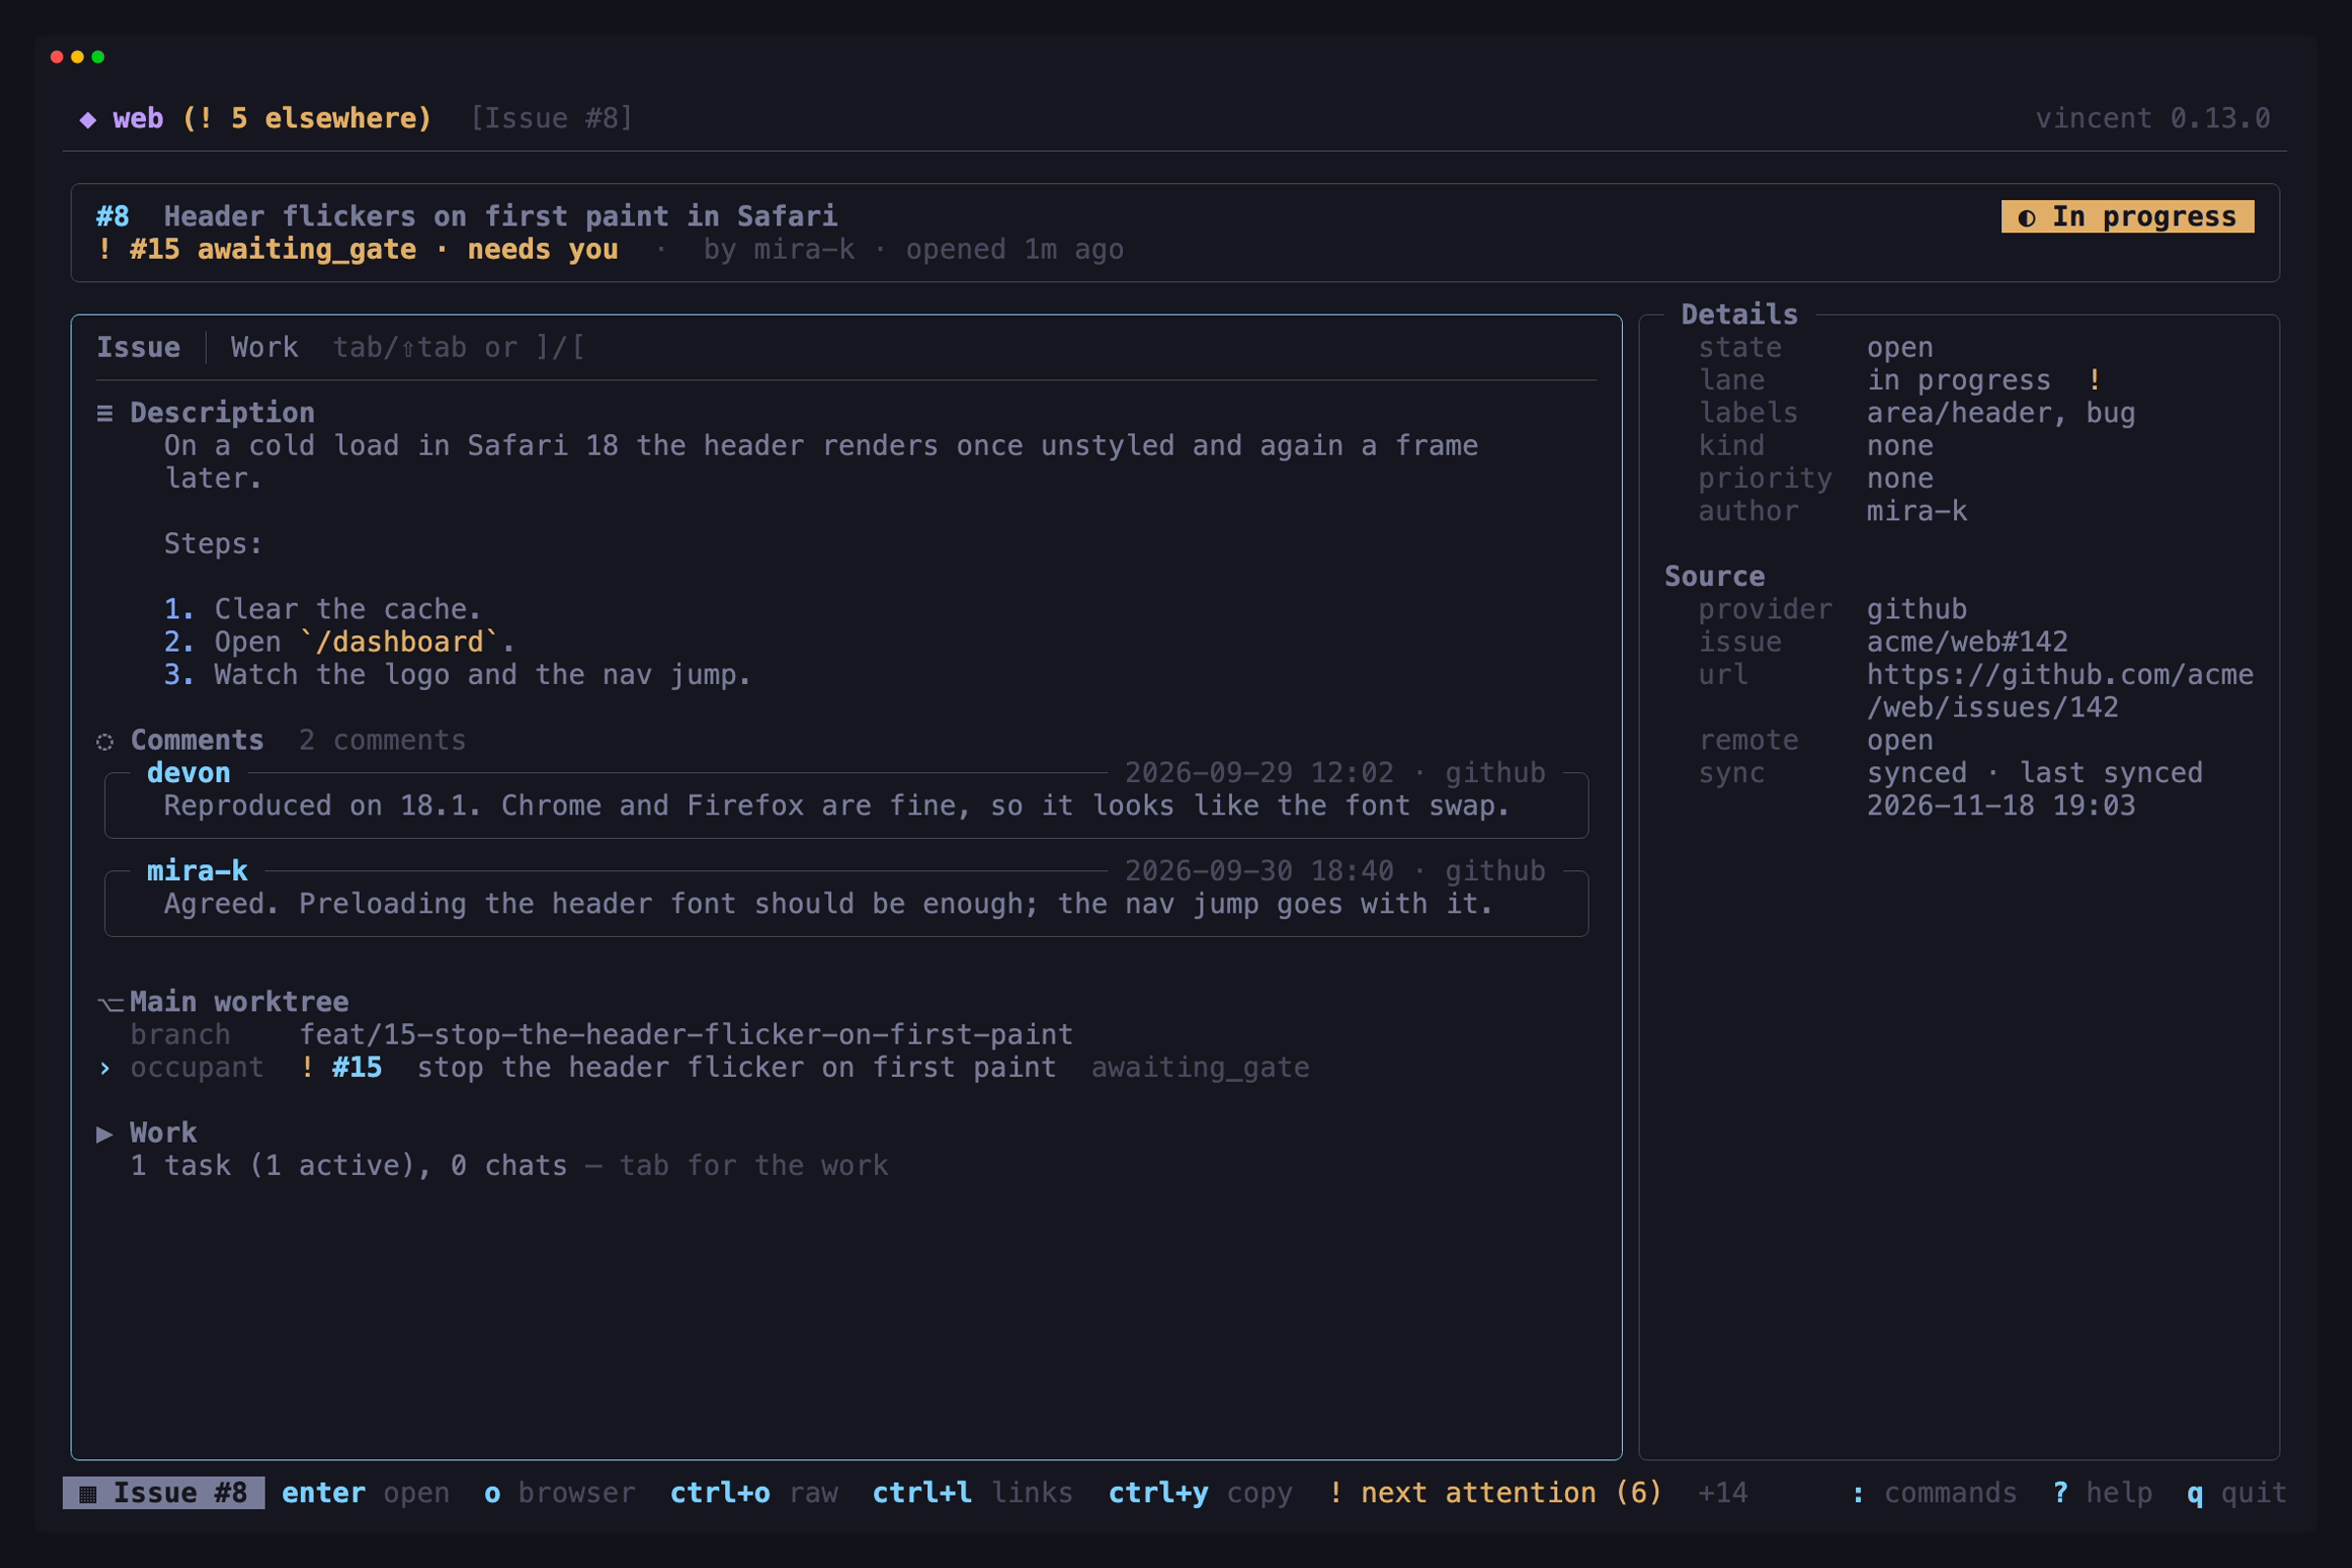 ◆ web (! 5 elsewhere) [Issue #8] vincent 0.13.0
#8 Header flickers on first paint in Safari ◐ In progress
! #15 awaiting_gate · needs you · by mira-k · opened 1m ago
Issue │ Work tab/⇧tab or ]/[
≡ Description
On a cold load in Safari 18 the header renders once unstyled and again a frame
later.
Steps:
1. Clear the cache.
2. Open `/dashboard`.
3. Watch the logo and the nav jump.
◌ Comments 2 comments
devon 2026-09-29 12:02 · github
Reproduced on 18.1. Chrome and Firefox are fine, so it looks like the font swap.
mira-k 2026-09-30 18:40 · github
Agreed. Preloading the header font should be enough; the nav jump goes with it.
⌥ Main worktree
branch feat/15-stop-the-header-flicker-on-first-paint
› occupant ! #15 stop the header flicker on first paint awaiting_gate
▶ Work
1 task (1 active), 0 chats — tab for the work
Details
state open
lane in progress !
labels area/header, bug
kind none
priority none
author mira-k
Source
provider github
issue acme/web#142
url https://github.com/acme
/web/issues/142
remote open
sync synced · last synced
2026-11-18 19:03
▦ Issue #8 enter open o browser ctrl+o raw ctrl+l links ctrl+y copy ! next attention (6) +14 : commands ? help q quit